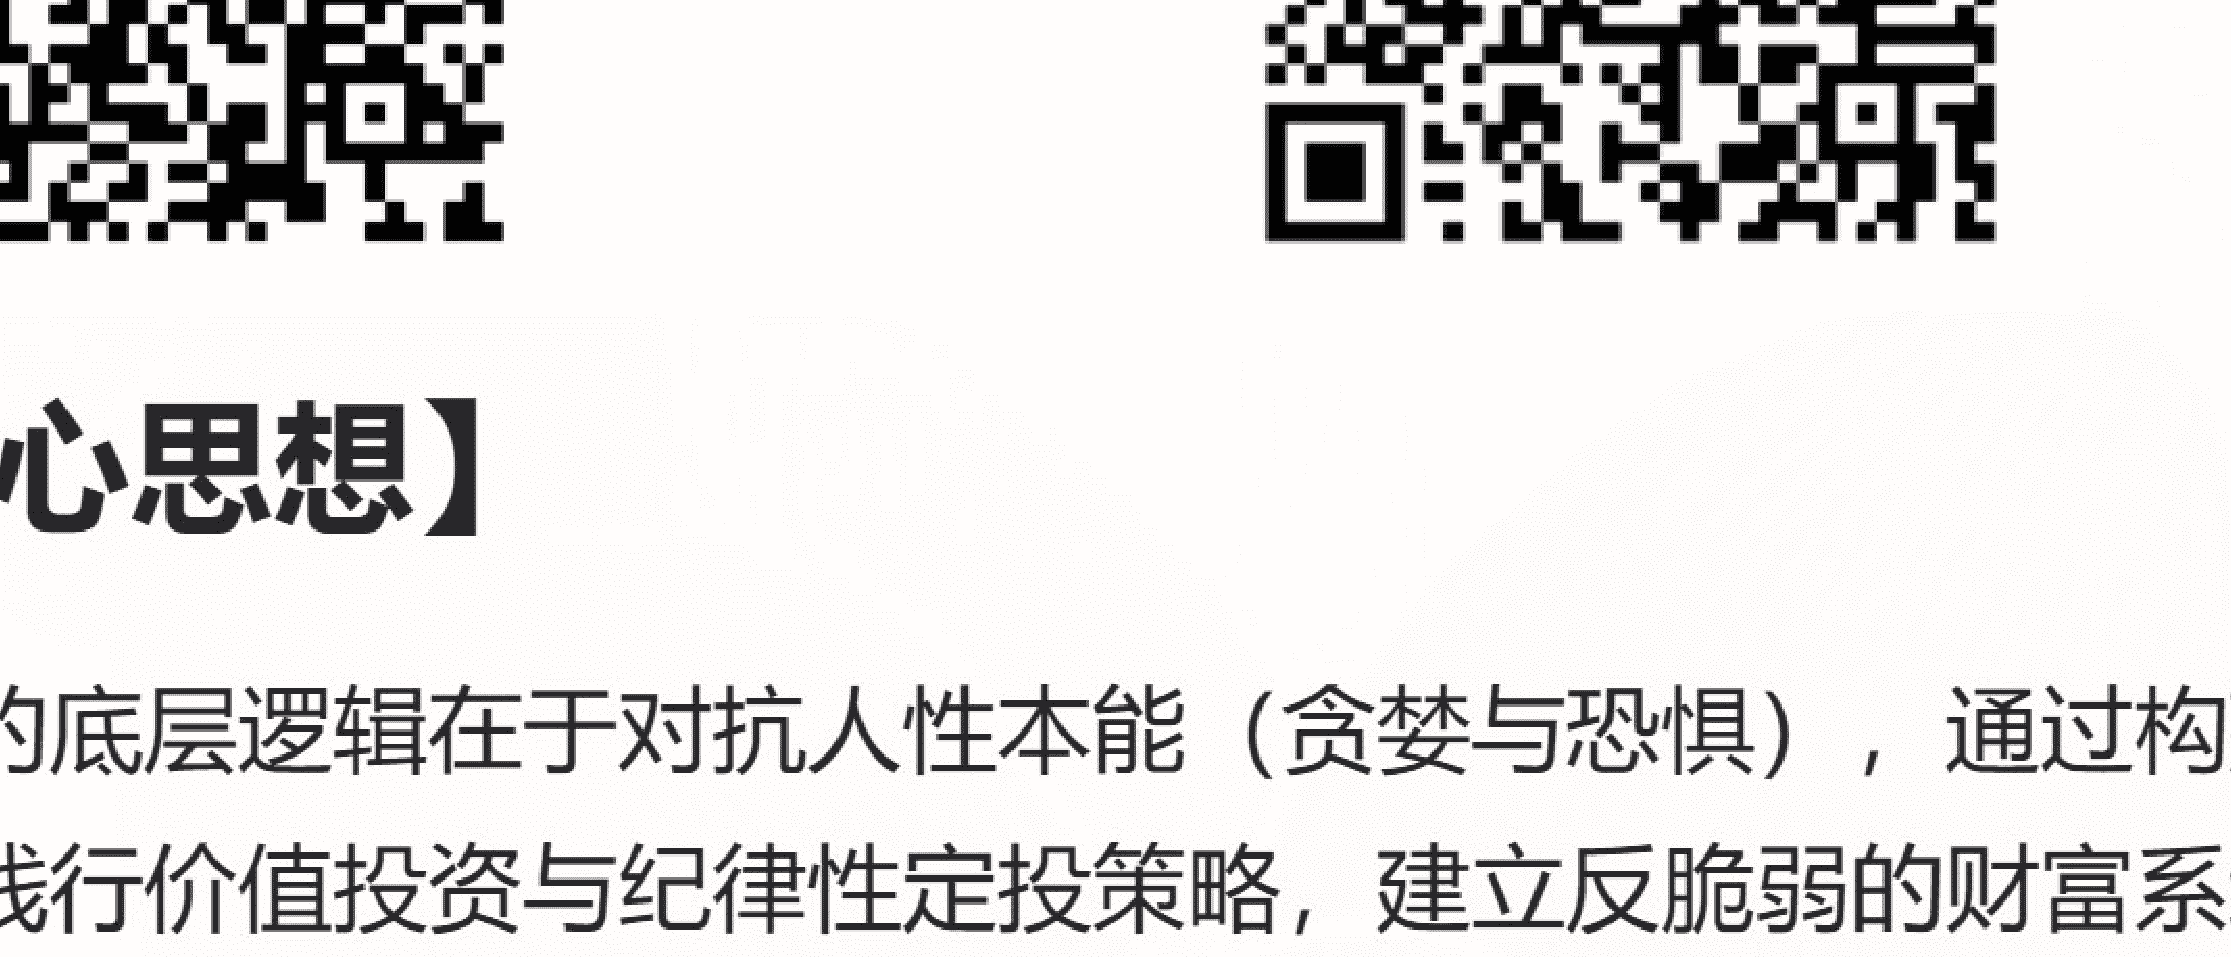 心思想】
的底层逻辑在于对抗人性本能（贪婪与恐惧），通过构
践行价值投资与纪律性定投策略，建立反脆弱的财富系